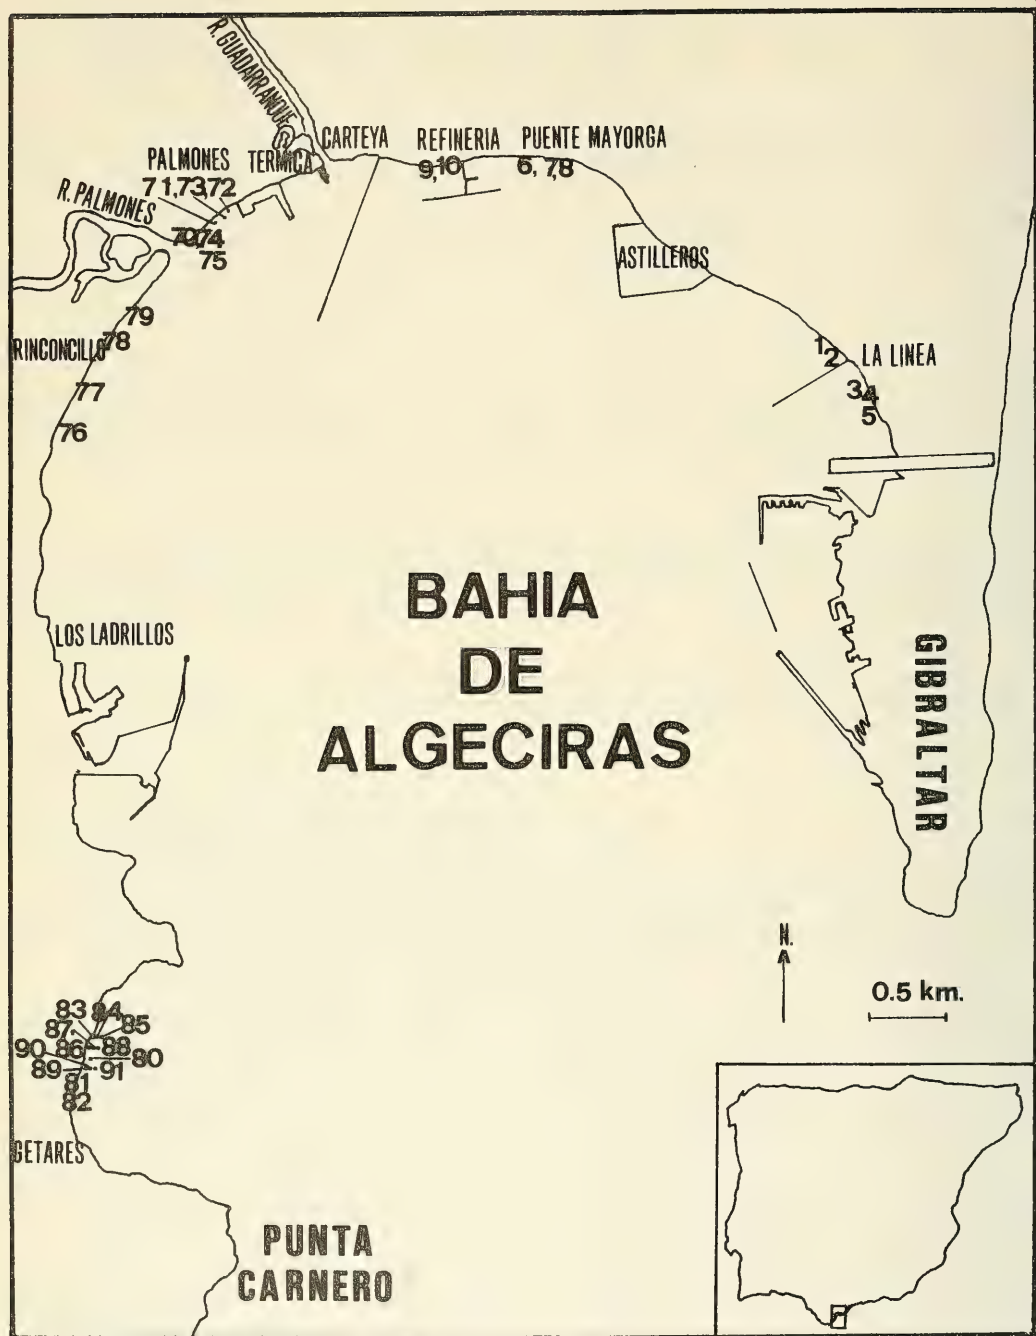 R. GUADARRANQUE
CARTEYA
REFINERIA
PUENTE MAYORGA
PALMONES
TERMICA
9,10
6, 7,8
7 1,73,72
R. PALMONES
74
75
ASTILLEROS
79
RINCONCILLO
78
1
2
LA LINEA
77
3
4
5
76
BAHIA
DE
ALGECIRAS
LOS LADRILLOS
GIBRALTAR
N.
0.5 km.
83
84
87
85
90
86
88
80
89
91
81
82
GETARES
PUNTA
CARNERO